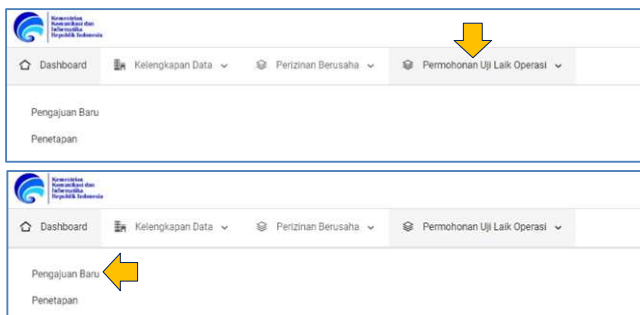 Kementerian
Komunikasi dan
Informatika
Republik Indonesia
Dashboard Kelengkapan Data Perizinan Berusaha Permohonan Uji Laik Operasi
Pengajuan Baru
Penetapan
Kementerian
Komunikasi dan
Informatika
Republik Indonesia
Dashboard Kelengkapan Data Perizinan Berusaha Permohonan Uji Laik Operasi
Pengajuan Baru
Penetapan